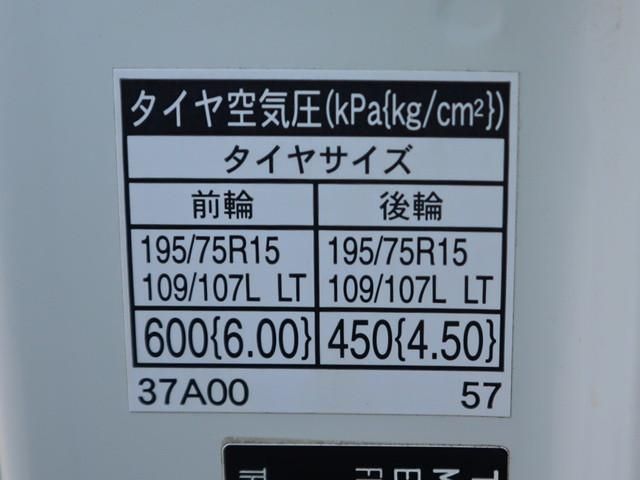 タイヤ空気圧(kPa{kg/cm²})
タイヤサイズ
前輪 後輪
195/75R15 195/75R15
109/107L LT 109/107L LT
600{6.00} 450{4.50}
37A00 57